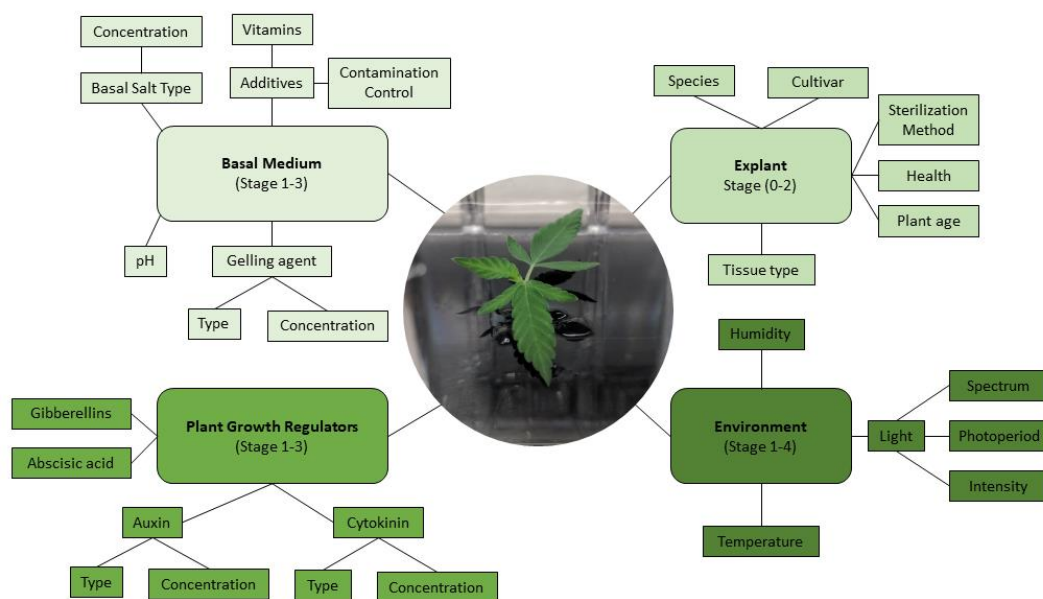 Concentration
Basal Salt Type
Vitamins
Additives
Contamination
Control
Basal Medium
(Stage 1-3)
pH
Gelling agent
Type
Concentration
Species
Cultivar
Sterilization
Method
Explant
Stage (0-2)
Health
Plant age
Tissue type
Gibberellins
Abscisic acid
Plant Growth Regulators
(Stage 1-3)
Auxin
Cytokinin
Type
Concentration
Type
Concentration
Humidity
Environment
(Stage 1-4)
Light
Spectrum
Photoperiod
Intensity
Temperature